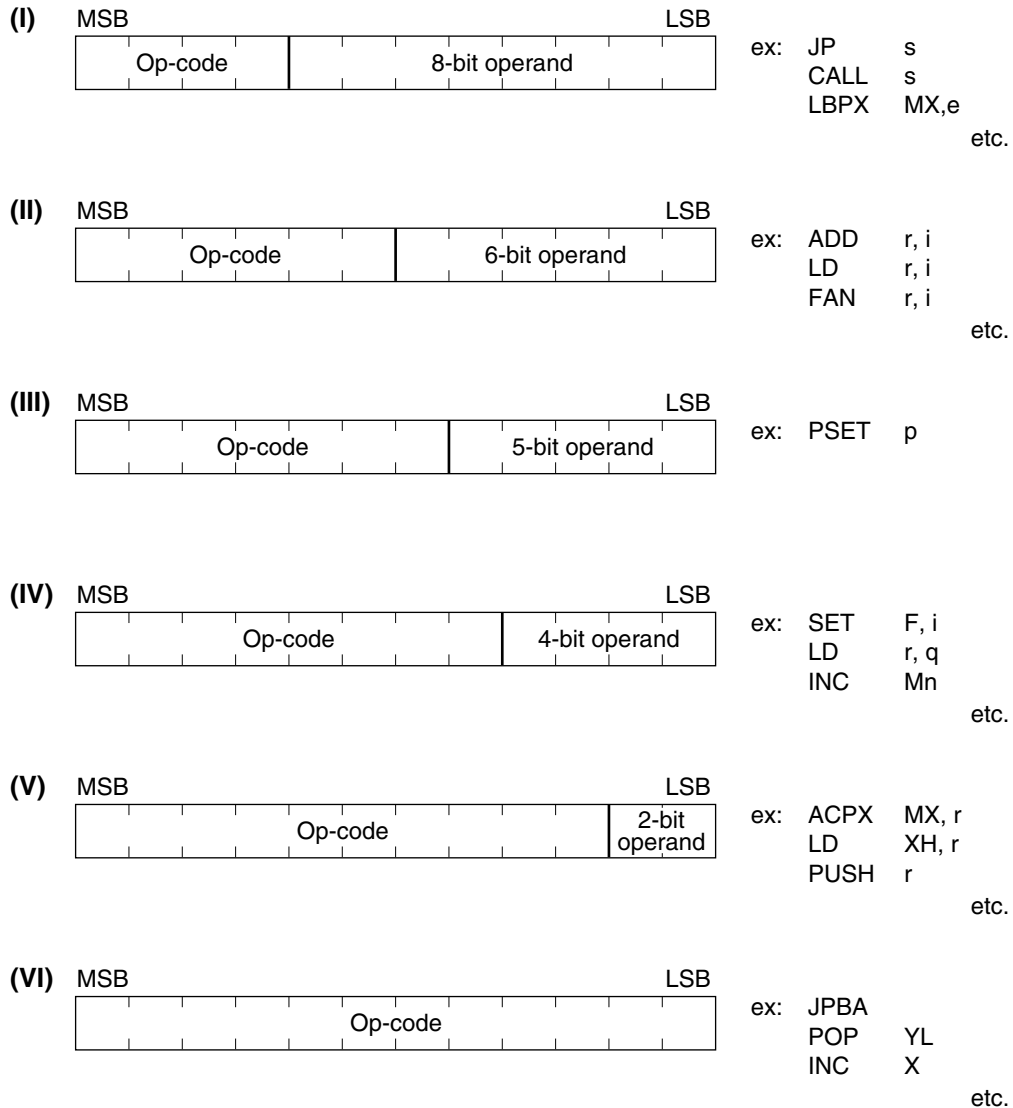 (I) MSB LSB
Op-code 8-bit operand ex: JP s
CALL s
LBPX MX,e
etc.
(II) MSB LSB
Op-code 6-bit operand ex: ADD r, i
LD r, i
FAN r, i
etc.
(III) MSB LSB
Op-code 5-bit operand ex: PSET p
(IV) MSB LSB
Op-code 4-bit operand ex: SET F, i
LD r, q
INC Mn
etc.
(V) MSB LSB
Op-code 2-bit operand ex: ACPX MX, r
LD XH, r
PUSH r
etc.
(VI) MSB LSB
Op-code ex: JPBA
POP YL
INC X
etc.